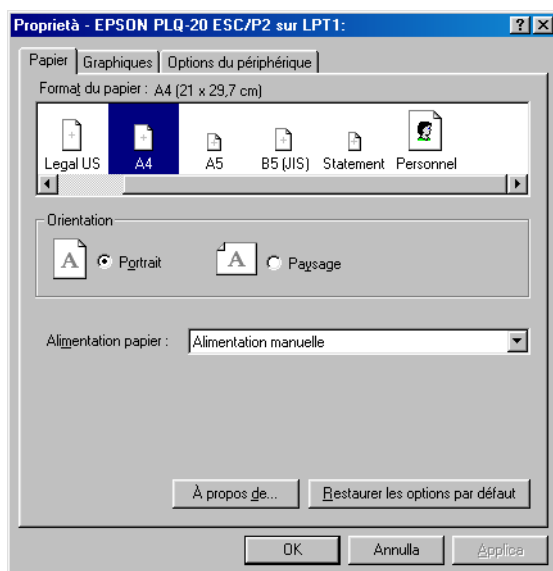 Proprietà - EPSON PLQ-20 ESC/P2 sur LPT1:
Papier Graphiques Options du périphérique
Format du papier : A4 (21 x 29,7 cm)
Legal US A4 A5 B5 (JIS) Statement Personnel
Orientation
A Portrait A Paysage
Alimentation papier : Alimentation manuelle
À propos de... Restaurer les options par défaut
OK Annulla Applica